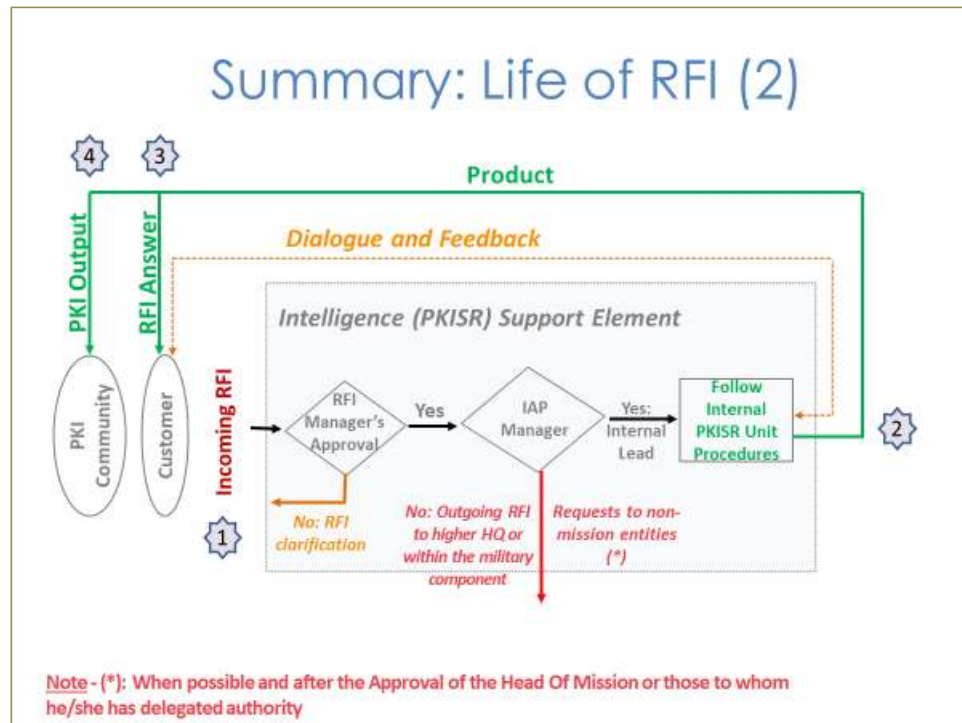 Summary: Life of RFI (2)
4
3
Product
Dialogue and Feedback
PKI Output
RFI Answer
Intelligence (PKISR) Support Element
PKI
Community
Customer
Incoming RFI
RFI
Manager's
Approval
Yes
IAP
Manager
Yes:
Internal
Lead
Follow
Internal
PKISR Unit
Procedures
2
1
No: RFI
clarification
No: Outgoing RFI
to higher HQ or
within the military
component
Requests to non-
mission entities
(*)
Note - (*): When possible and after the Approval of the Head Of Mission or those to whom
he/she has delegated authority